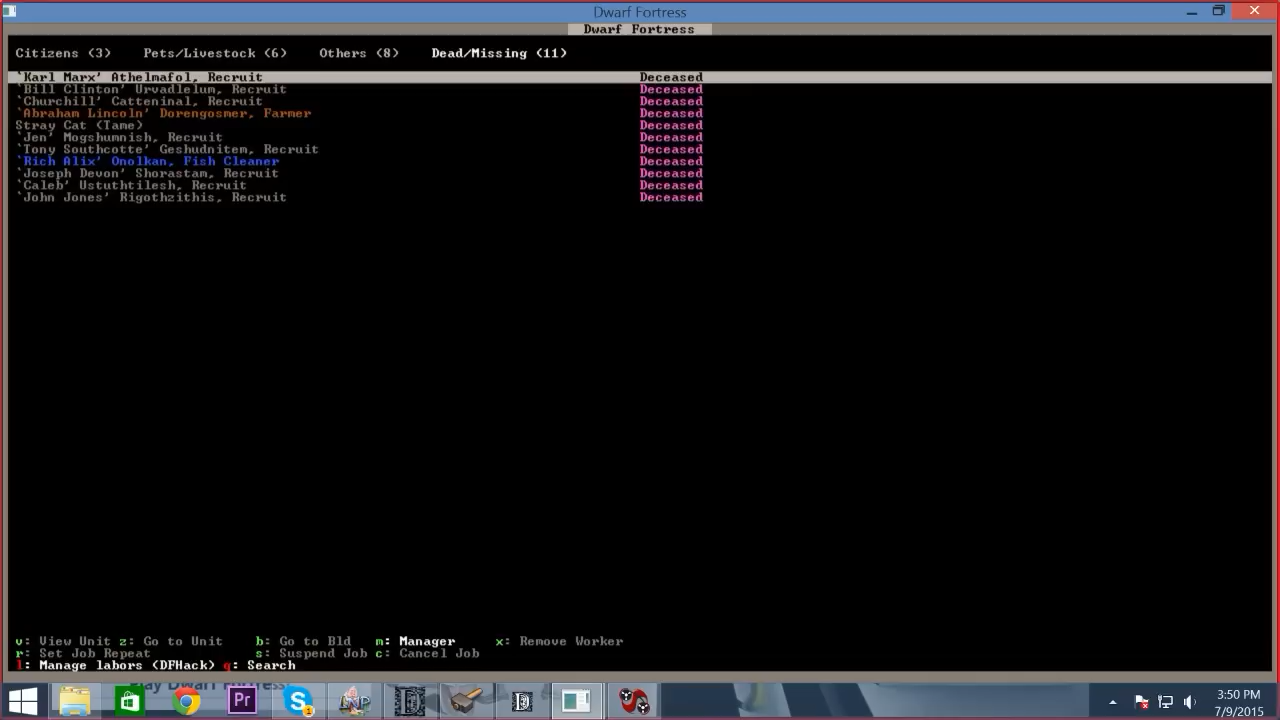 Dwarf Fortress
Dwarf Fortress
Citizens (3) Pets/Livestock (6) Others (8) Dead/Missing (11)
`Karl Marx' Athelmafol, Recruit Deceased
`Bill Clinton' Urvadlelum, Recruit Deceased
`Churchill' Catteninal, Recruit Deceased
`Abraham Lincoln' Dorengosmer, Farmer Deceased
Stray Cat (Tame) Deceased
`Jen' Mogshumnish, Recruit Deceased
`Tony Southcotte' Geshudnitem, Recruit Deceased
`Rich Alix' Onolkan, Fish Cleaner Deceased
`Joseph Devon' Shorastam, Recruit Deceased
`Caleb' Ustuthtilesh, Recruit Deceased
`John Jones' Rigothzithis, Recruit Deceased
v: View Unit z: Go to Unit b: Go to Bld m: Manager x: Remove Worker
r: Set Job Repeat s: Suspend Job c: Cancel Job
l: Manage labors (DFHack) q: Search
Play Dwarf Fortress
Pr
3:50 PM
7/9/2015